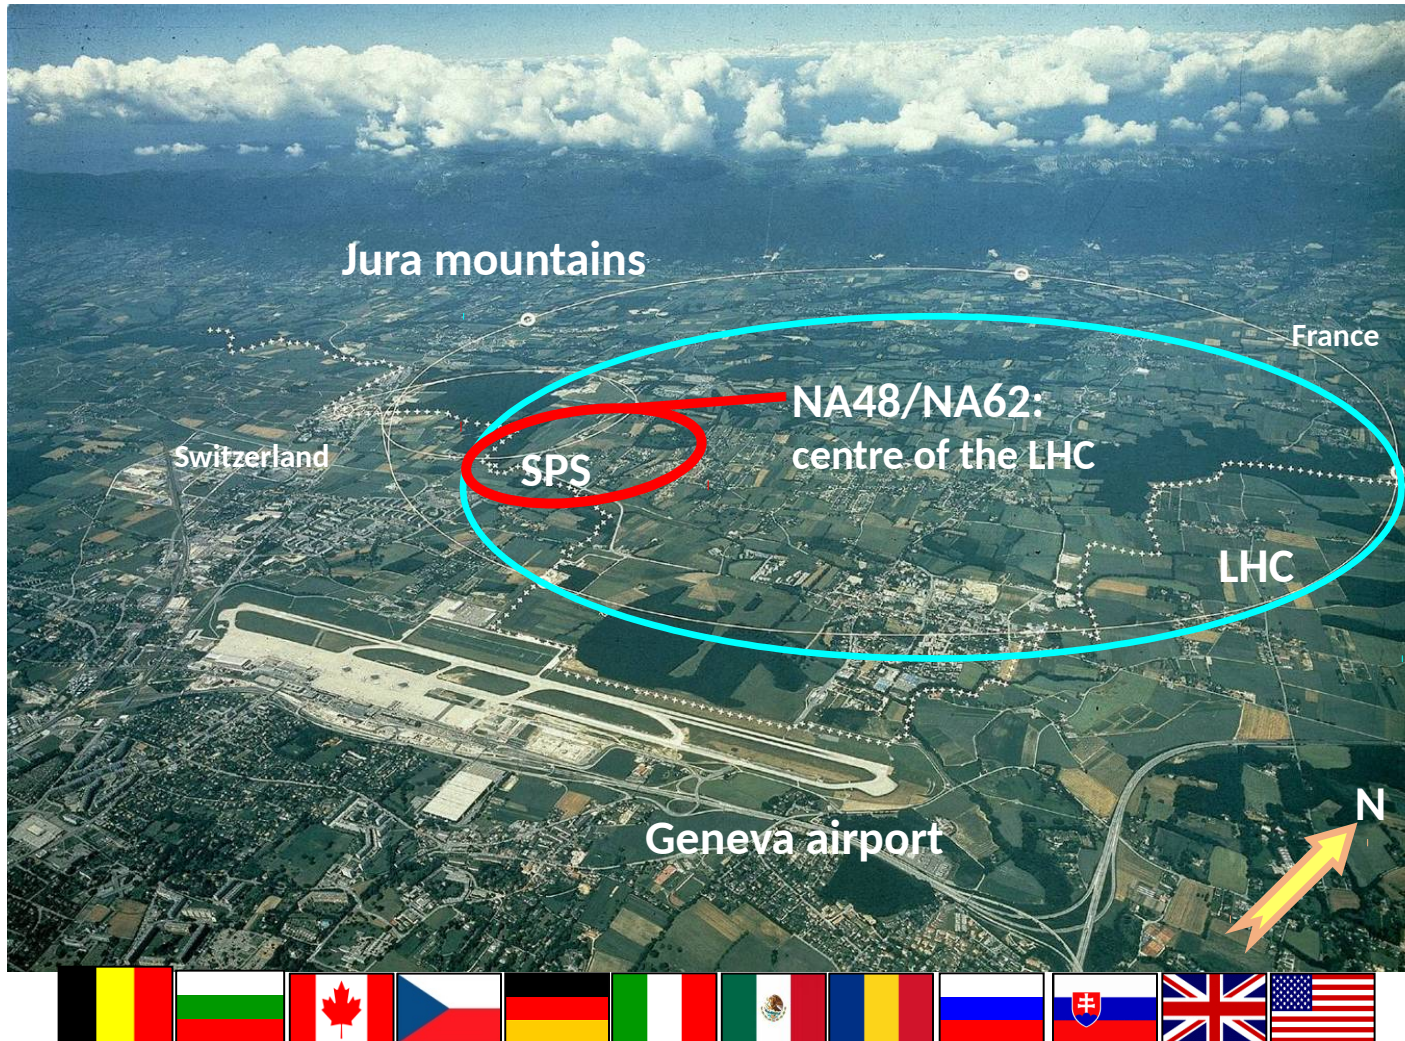 Jura mountains
France
NA48/NA62:
centre of the LHC
Switzerland
SPS
LHC
N
Geneva airport